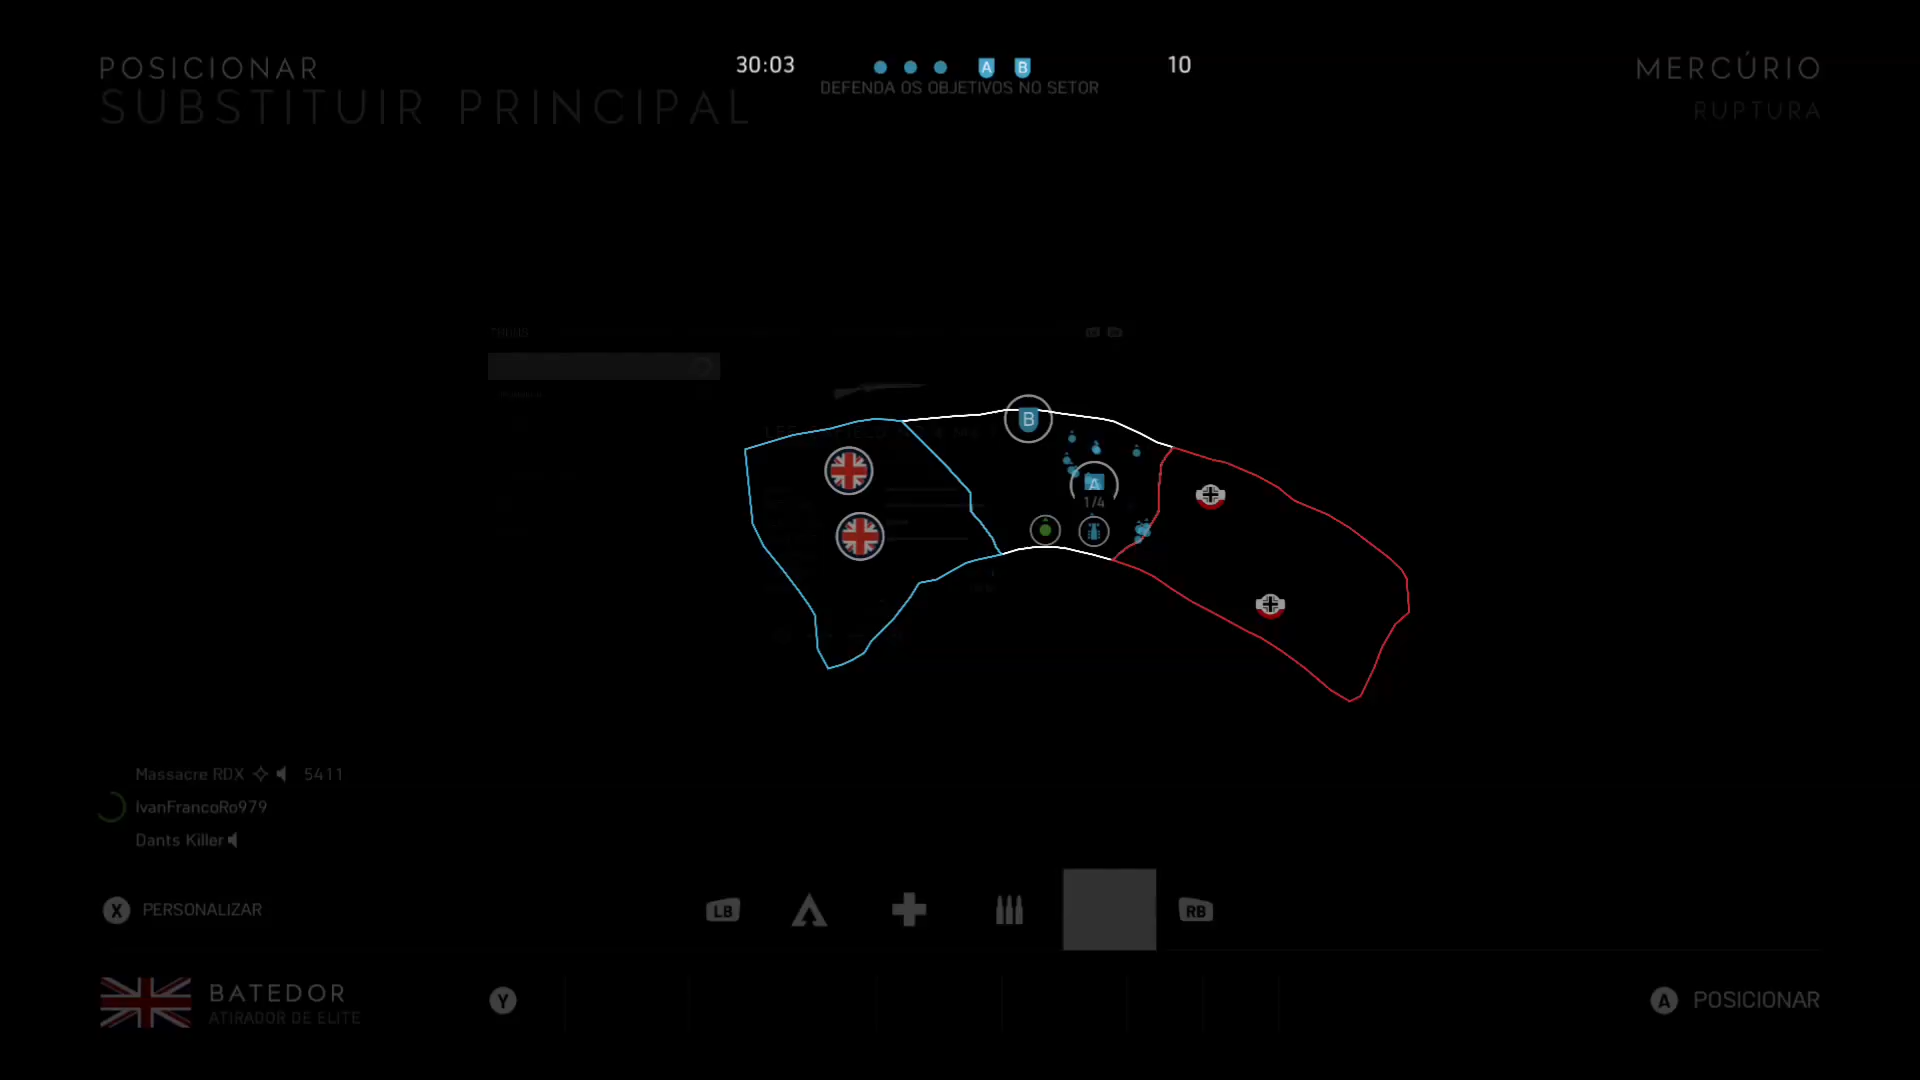 POSICIONAR
SUBSTITUIR PRINCIPAL
30:03
A B
10
DEFENDA OS OBJETIVOS NO SETOR
MERCÚRIO
RUPTURA
B
A
1/4
Massacre RDX 5411
IvanFrancoRo979
Dants Killer
X PERSONALIZAR
LB
RB
BATEDOR
ATIRADOR DE ELITE
Y
A POSICIONAR